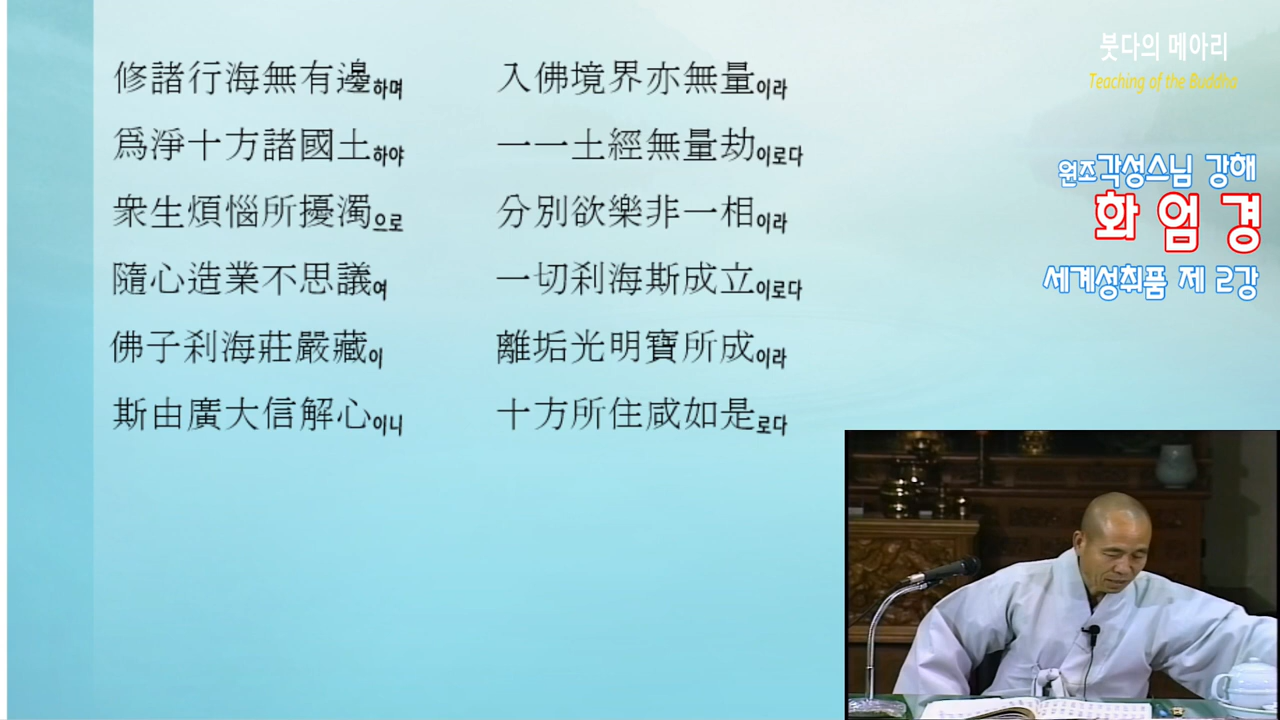 修諸行海無有邊하며 入佛境界亦無量이라
爲淨十方諸國土하야 一一土經無量劫이로다
衆生煩惱所擾濁으로 分別欲樂非一相이라
隨心造業不思議여 一切刹海斯成立이로다
佛子刹海莊嚴藏이 離垢光明寶所成이라
斯由廣大信解心이니 十方所住咸如是로다
붓다의 메아리
Teaching of the Buddha
원조각성스님 강해
화엄경
세계성취품 제 2강